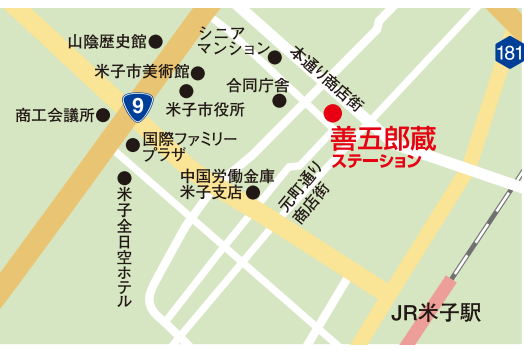 山陰歴史館
シニア
マンション
本通り商店街
181
米子市美術館
合同庁舎
米子市役所
9
商工会議所
善五郎蔵
ステーション
国際ファミリー
プラザ
中国労働金庫
米子支店
元町通り
商店街
米子全日空ホテル
JR米子駅